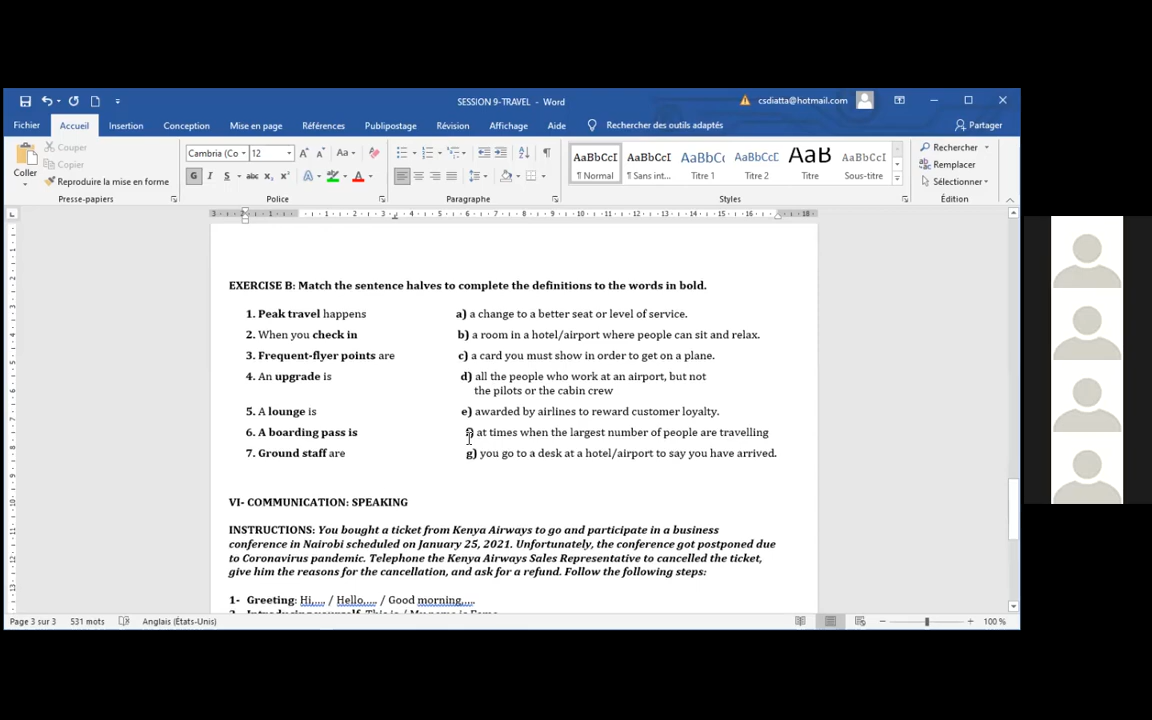 SESSION 9-TRAVEL - Word
csdiatta@hotmail.com
Fichier Accueil Insertion Conception Mise en page Références Publipostage Révision Affichage Aide Rechercher des outils adaptés Partager
Coller
Couper
Copier
Reproduire la mise en forme
Presse-papiers
Cambria (Co 12
Police
Paragraphe
AaBbCcI AaBbCcI AaBbCc AaBbCcE AaB AaBbCcD
¶ Normal ¶ Sans int... Titre 1 Titre 2 Titre Sous-titre
Styles
Rechercher
Remplacer
Sélectionner
Édition
EXERCISE B: Match the sentence halves to complete the definitions to the words in bold.
1. Peak travel happens a) a change to a better seat or level of service.
2. When you check in b) a room in a hotel/airport where people can sit and relax.
3. Frequent-flyer points are c) a card you must show in order to get on a plane.
4. An upgrade is d) all the people who work at an airport, but not
the pilots or the cabin crew
5. A lounge is e) awarded by airlines to reward customer loyalty.
6. A boarding pass is at times when the largest number of people are travelling
7. Ground staff are g) you go to a desk at a hotel/airport to say you have arrived.
VI- COMMUNICATION: SPEAKING
INSTRUCTIONS: You bought a ticket from Kenya Airways to go and participate in a business
conference in Nairobi scheduled on January 25, 2021. Unfortunately, the conference got postponed due
to Coronavirus pandemic. Telephone the Kenya Airways Sales Representative to cancelled the ticket,
give him the reasons for the cancellation, and ask for a refund. Follow the following steps:
1- Greeting: Hi,.... / Hello,.... / Good morning,....
Page 3 sur 3 531 mots Anglais (États-Unis) 100 %